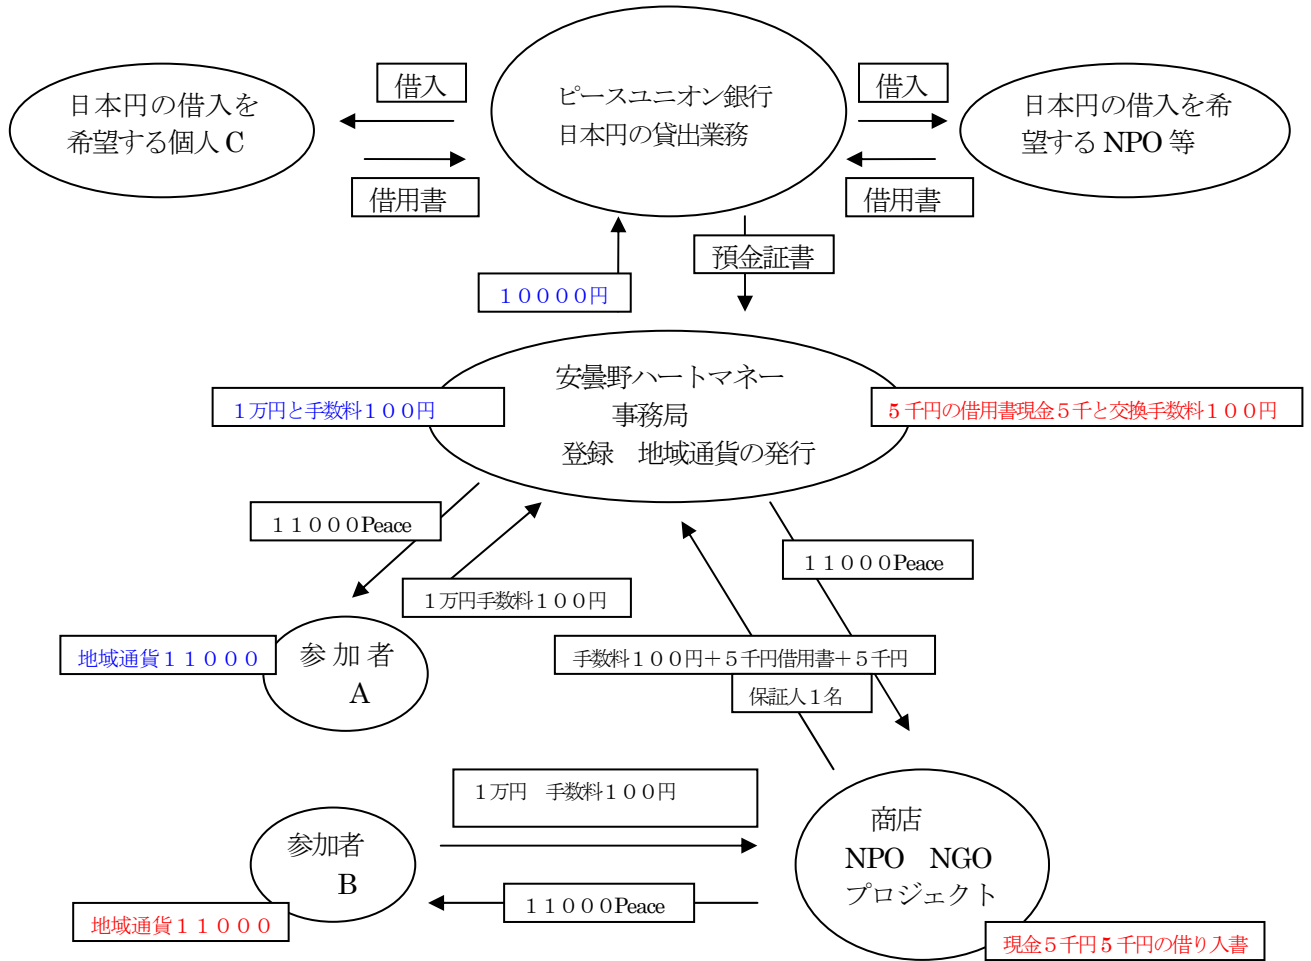 日本円の借入を
希望する個人 C
借入
借用書
ピースユニオン銀行
日本円の貸出業務
借入
借用書
日本円の借入を希
望する NPO 等
預金証書
１００００円
安曇野ハートマネー
事務局
登録　地域通貨の発行
１万円と手数料１００円
５千円の借用書現金５千と交換手数料１００円
１１０００Peace
１１０００Peace
１万円手数料１００円
地域通貨１１０００
参 加 者
A
手数料１００円＋５千円借用書＋５千円
保証人１名
１万円　手数料１００円
参加者
B
地域通貨１１０００
１１０００Peace
商店
NPO　NGO
プロジェクト
現金５千円５千円の借り入書